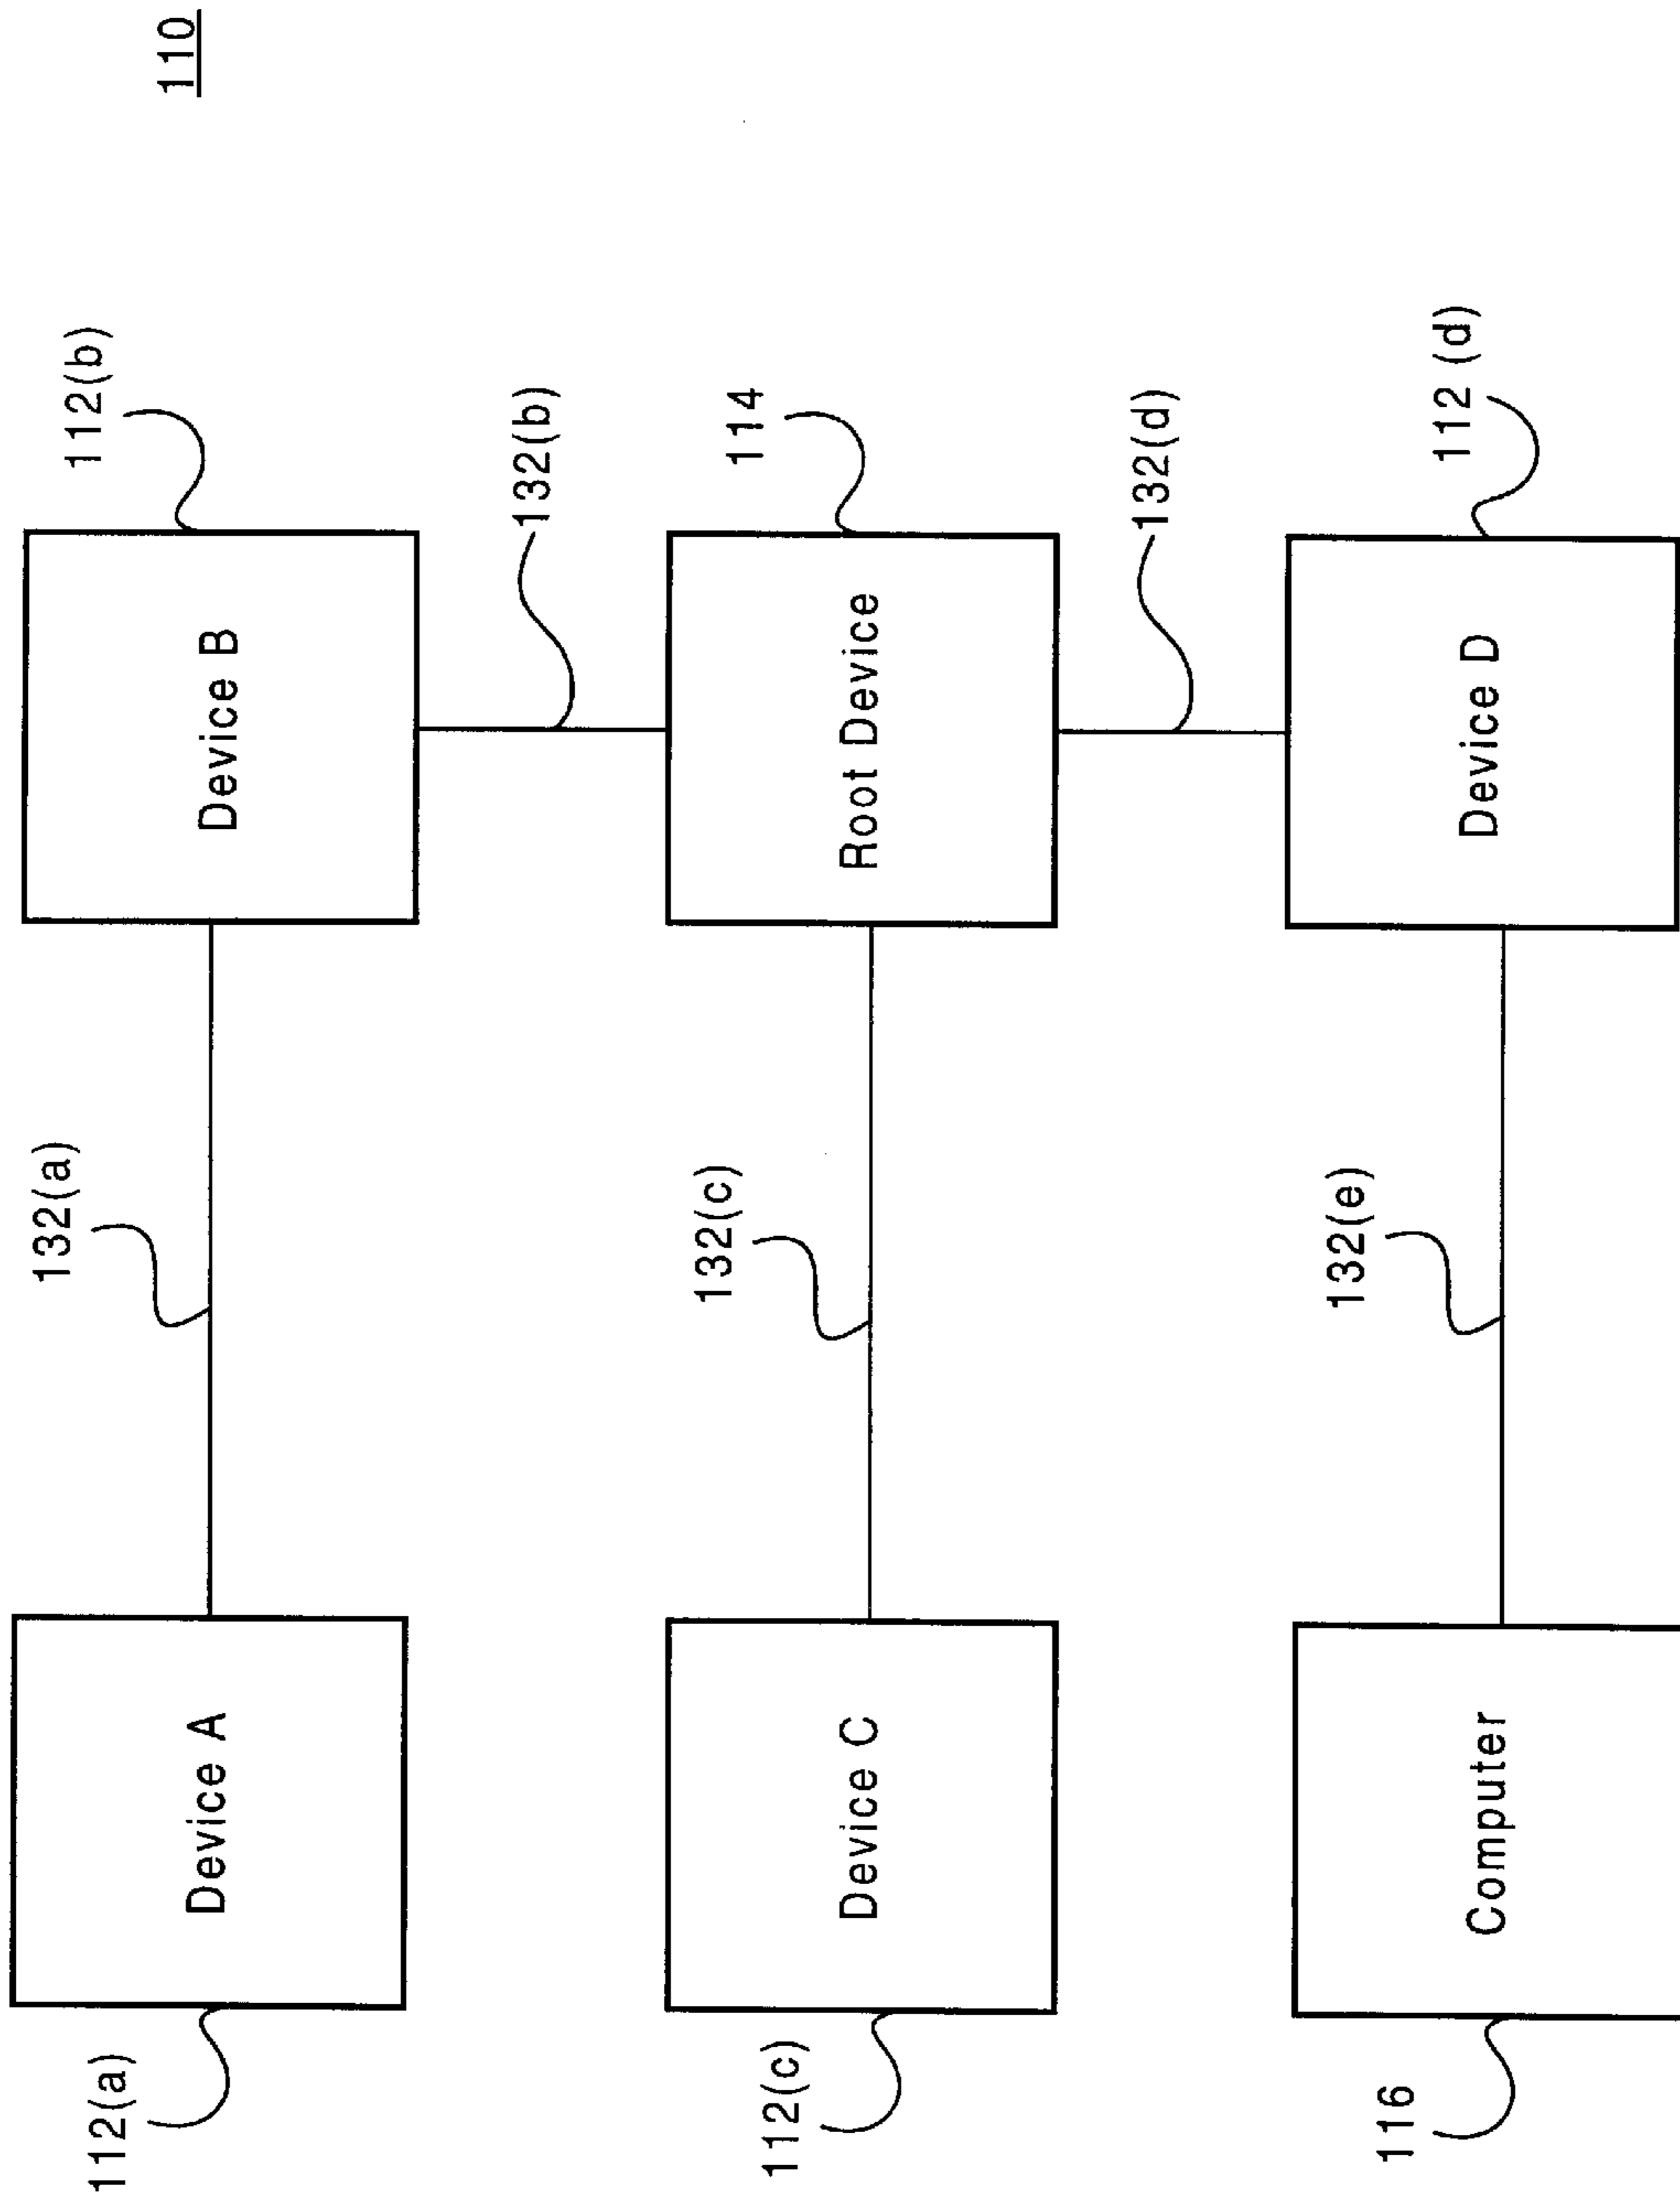 110
112(a)
Device A
132(a)
Device B
112(b)
132(b)
112(c)
Device C
132(c)
Root Device
114
132(d)
116
Computer
132(e)
Device D
112 (d)